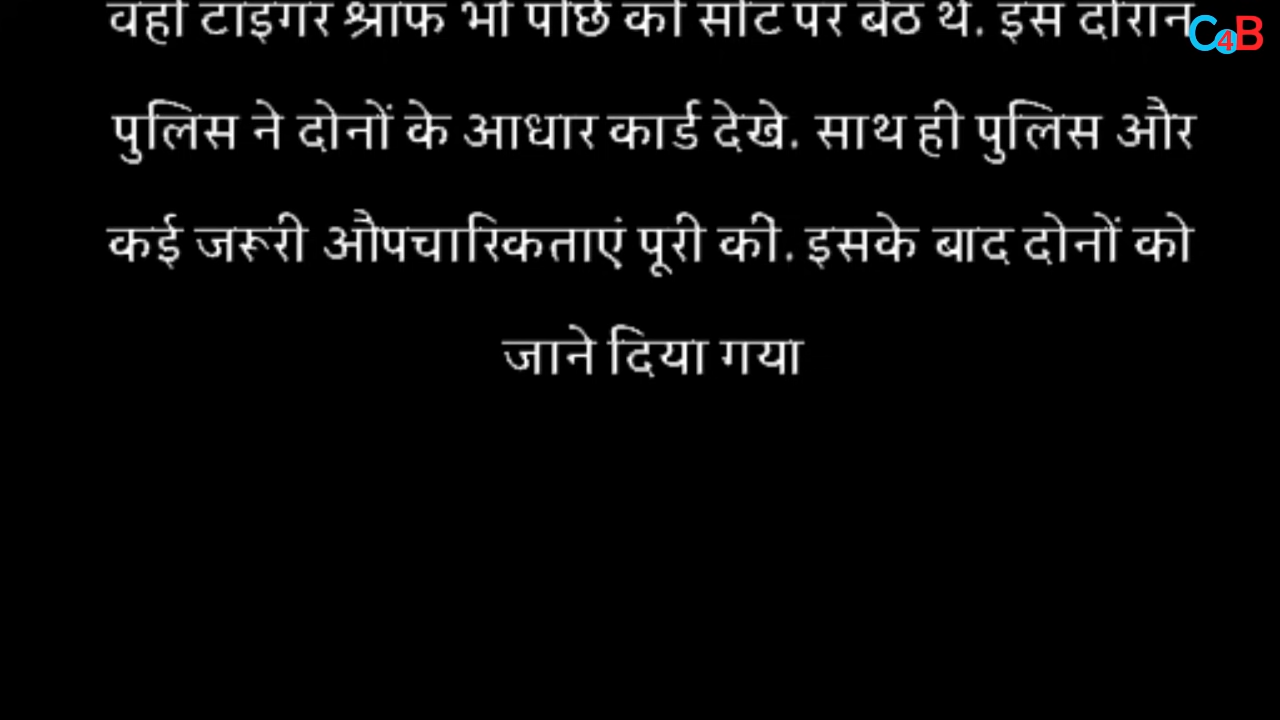 वहीं टाइगर श्रॉफ भी पीछे की सीट पर बैठे थे. इस दौरान
C4B
पुलिस ने दोनों के आधार कार्ड देखे. साथ ही पुलिस और
कई जरूरी औपचारिकताएं पूरी कीं. इसके बाद दोनों को
जाने दिया गया